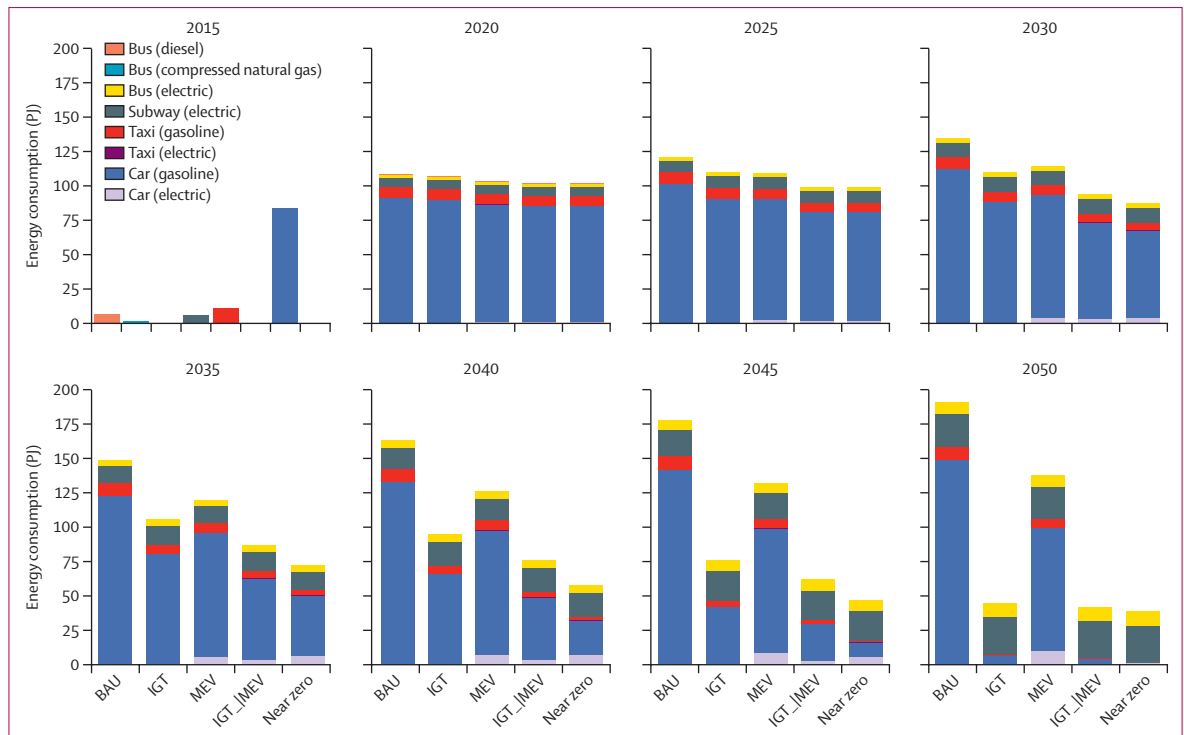 2015
2020
2025
2030
200
175
150
125
100
75
50
25
0
Energy consumption (PJ)
Bus (diesel)
Bus (compressed natural gas)
Bus (electric)
Subway (electric)
Taxi (gasoline)
Taxi (electric)
Car (gasoline)
Car (electric)
2035
2040
2045
2050
200
175
150
125
100
75
50
25
0
Energy consumption (PJ)
BAU
IGT
MEV
IGT_IMEV
Near zero
BAU
IGT
MEV
IGT_IMEV
Near zero
BAU
IGT
MEV
IGT_IMEV
Near zero
BAU
IGT
MEV
IGT_IMEV
Near zero